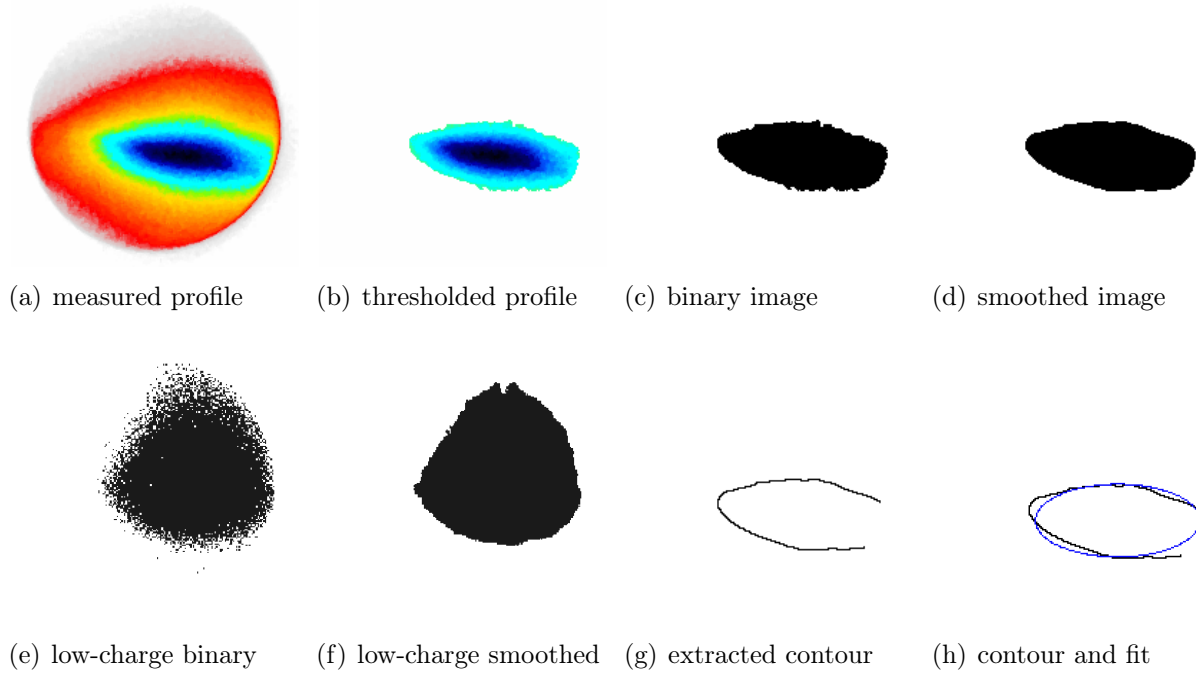 (a) measured profile
(b) thresholded profile
(c) binary image
(d) smoothed image
(e) low-charge binary
(f) low-charge smoothed
(g) extracted contour
(h) contour and fit